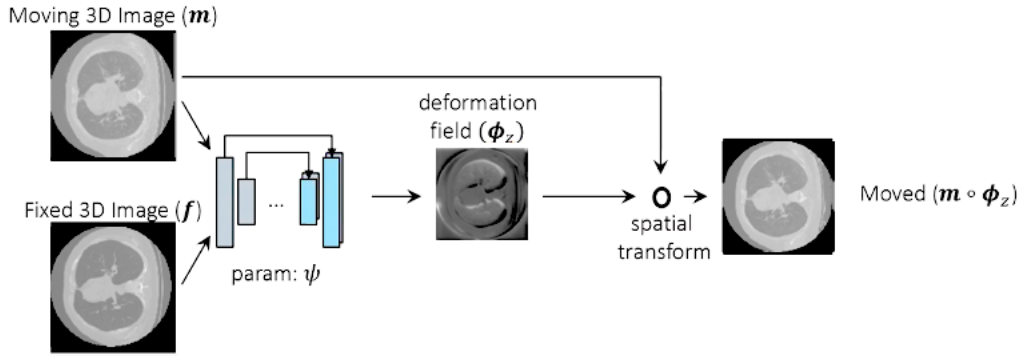 Moving 3D Image (m)
deformation
field (ϕz)
Fixed 3D Image (f)
...
param: ψ
spatial
transform
Moved (m ∘ ϕz)